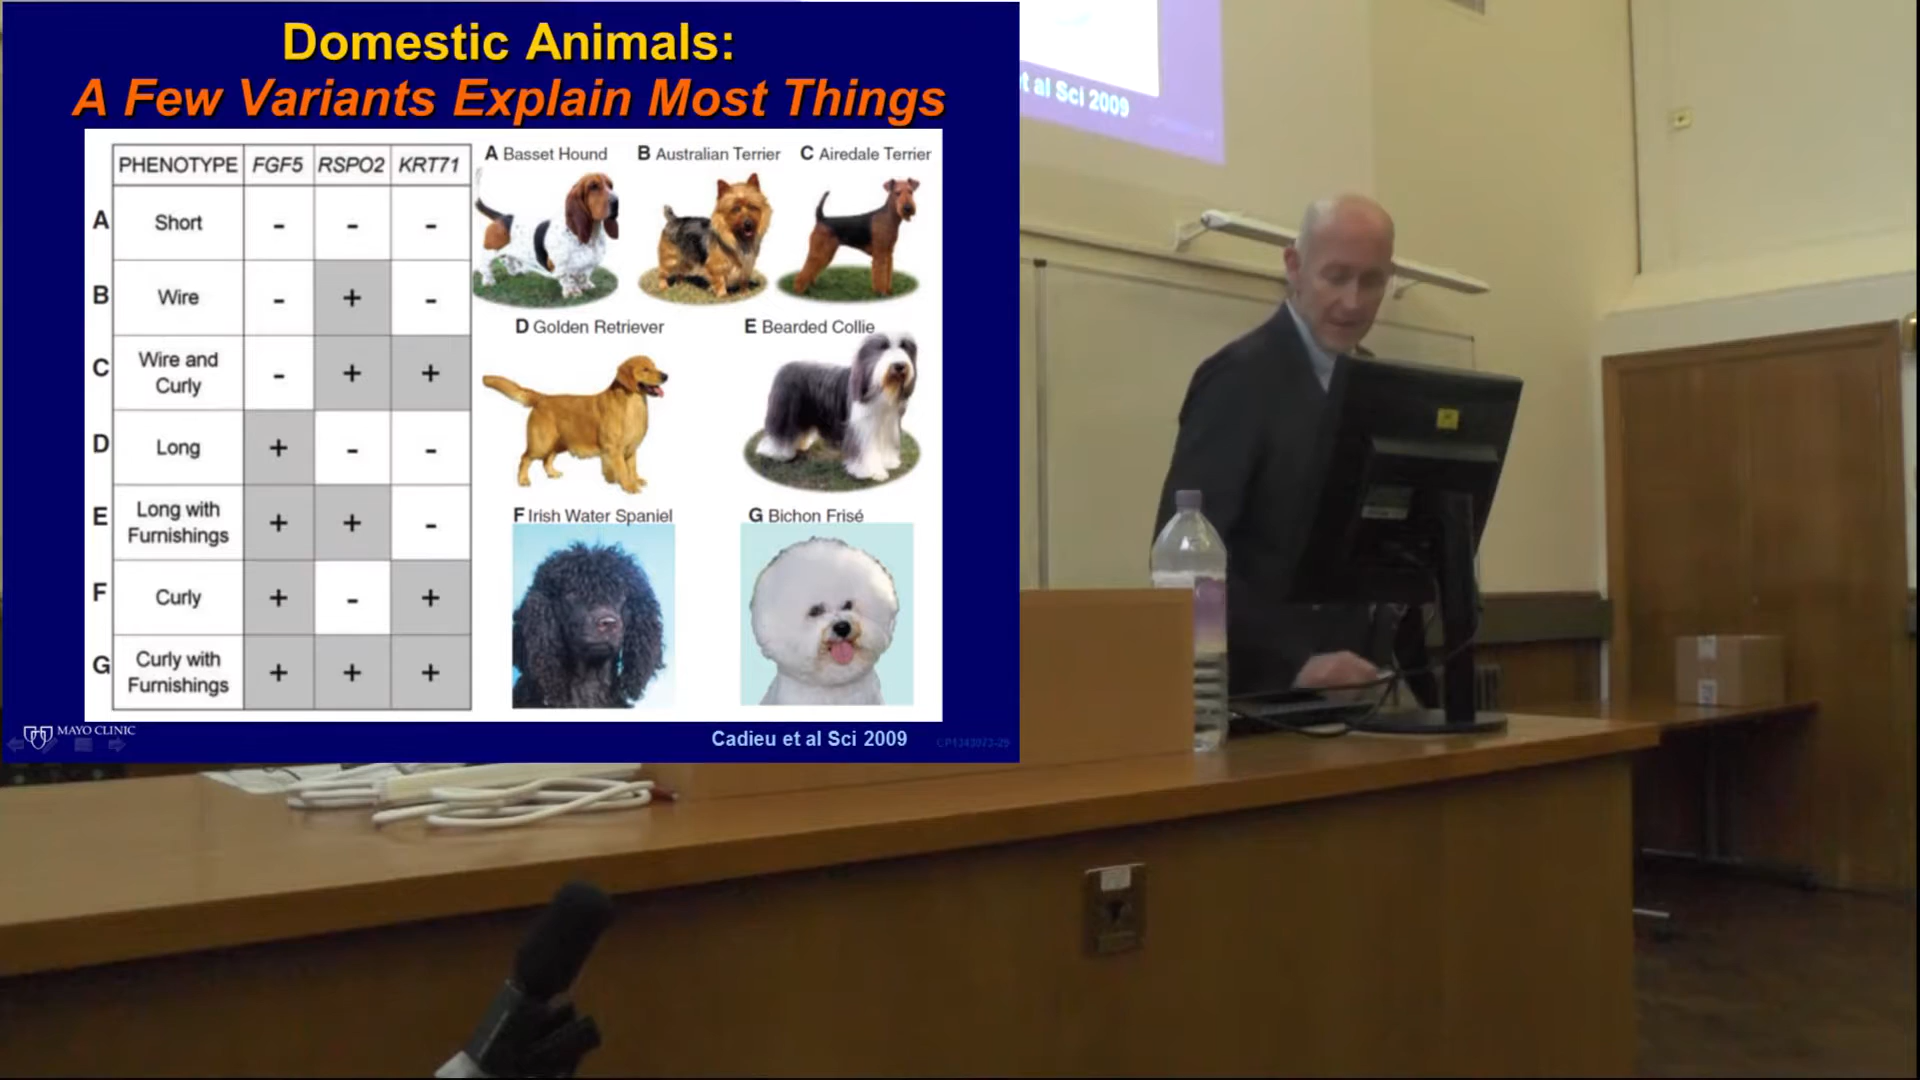 Domestic Animals:
A Few Variants Explain Most Things
PHENOTYPE FGF5 RSPO2 KRT71
A Short - - -
B Wire - + -
C Wire and Curly - + +
D Long + - -
E Long with Furnishings + + -
F Curly + - +
G Curly with Furnishings + + +
A Basset Hound B Australian Terrier C Airedale Terrier
D Golden Retriever E Bearded Collie
F Irish Water Spaniel G Bichon Frisé
MAYO CLINIC
Cadieu et al Sci 2009
CP1343073-29
t al Sci 2009